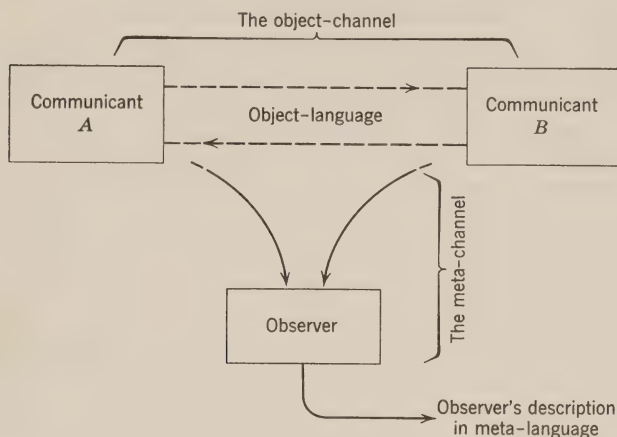 The object-channel
Communicant
A
Object-language
Communicant
B
The meta-channel
Observer
Observer's description
in meta-language